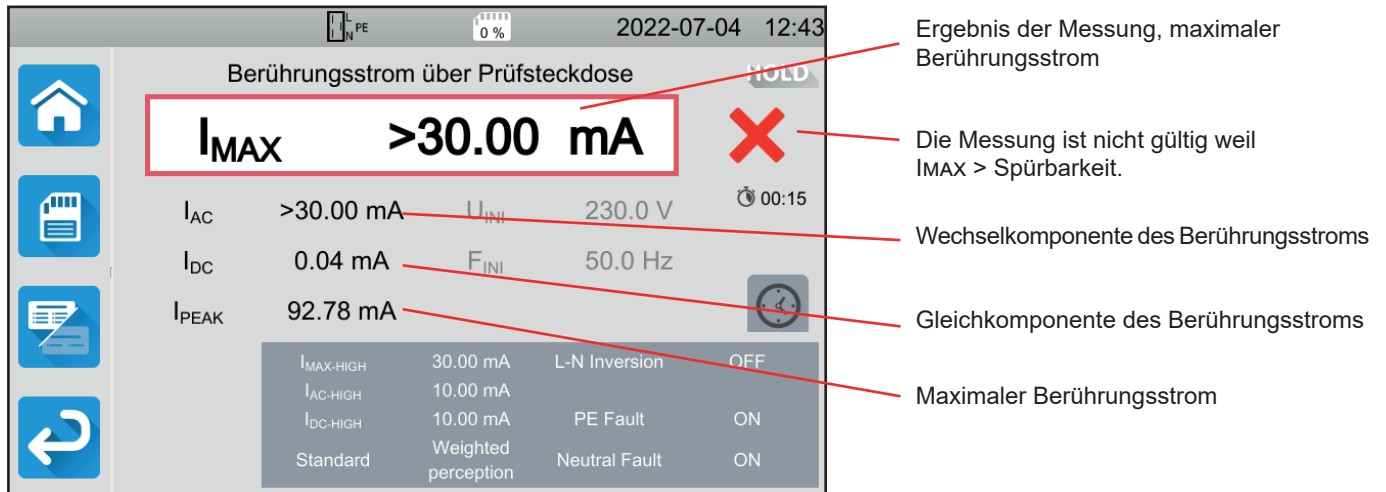 L
N PE
0 %
2022-07-04 12:43
Berührungsstrom über Prüfsteckdose
HOLD
IMAX >30.00 mA
00:15
IAC >30.00 mA UINI 230.0 V
IDC 0.04 mA FINI 50.0 Hz
IPEAK 92.78 mA
IMAX-HIGH 30.00 mA L-N Inversion OFF
IAC-HIGH 10.00 mA
IDC-HIGH 10.00 mA PE Fault ON
Standard Weighted perception Neutral Fault ON
Ergebnis der Messung, maximaler
Berührungsstrom
Die Messung ist nicht gültig weil
IMAX > Spürbarkeit.
Wechselkomponente des Berührungsstroms
Gleichkomponente des Berührungsstroms
Maximaler Berührungsstrom